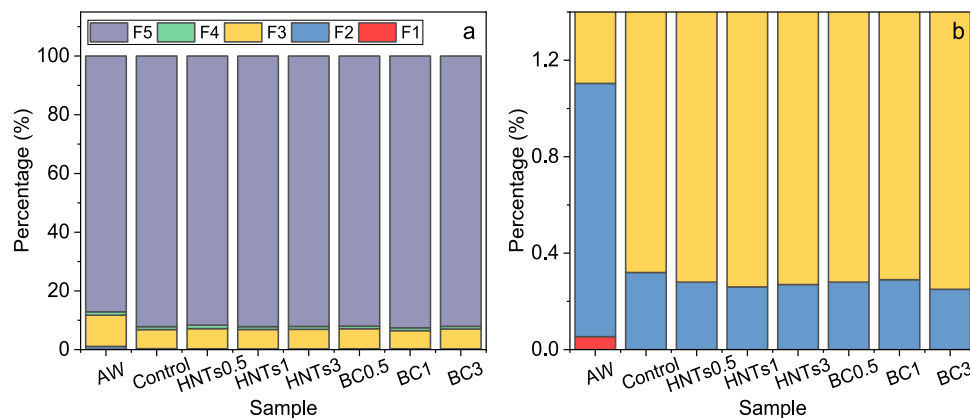 F5 F4 F3 F2 F1 a
100
80
60
40
20
0
Percentage (%)
AW Control HNTs0.5 HNTs1 HNTs3 BC0.5 BC1 BC3
Sample
b
1.2
0.8
0.4
0.0
Percentage (%)
AW Control HNTs0.5 HNTs1 HNTs3 BC0.5 BC1 BC3
Sample